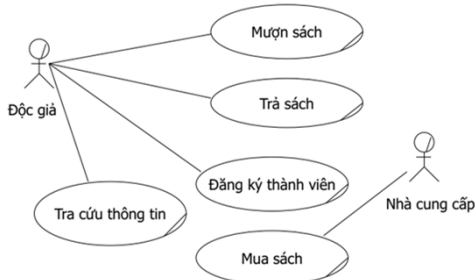 Mượn sách
Độc giả
Trả sách
Đăng ký thành viên
Nhà cung cấp
Tra cứu thông tin
Mua sách